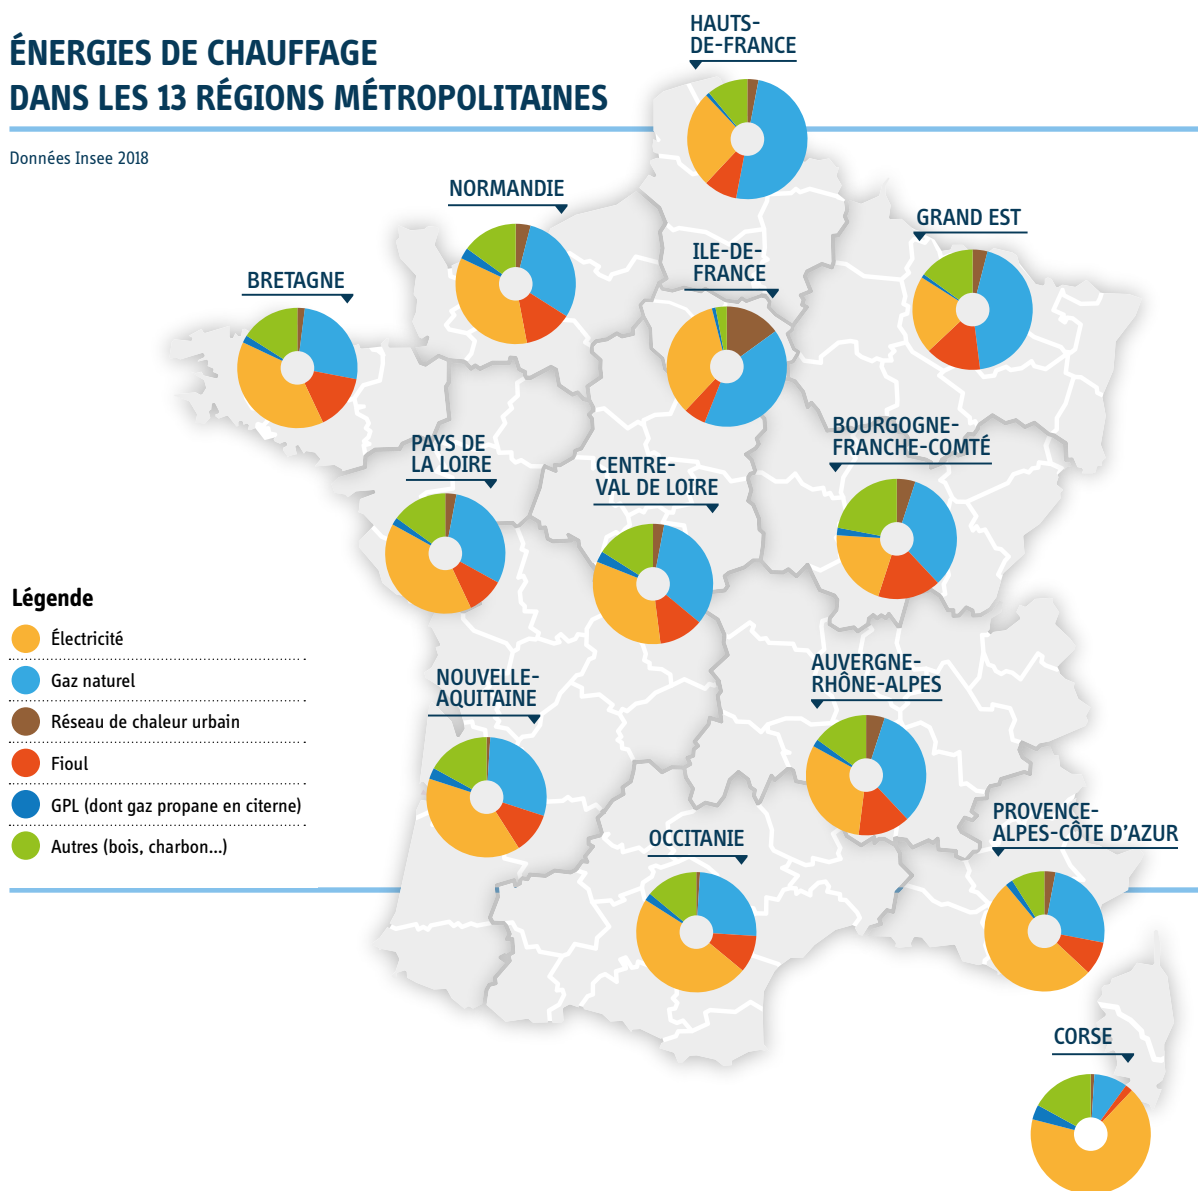 ÉNERGIES DE CHAUFFAGE
DANS LES 13 RÉGIONS MÉTROPOLITAINES
Données Insee 2018
HAUTS-
DE-FRANCE
NORMANDIE
GRAND EST
ILE-DE-
FRANCE
BRETAGNE
BOURGOGNE-
FRANCHE-COMTÉ
PAYS DE
LA LOIRE
CENTRE-
VAL DE LOIRE
Légende
Électricité
Gaz naturel
Réseau de chaleur urbain
Fioul
GPL (dont gaz propane en citerne)
Autres (bois, charbon...)
NOUVELLE-
AQUITAINE
AUVERGNE-
RHÔNE-ALPES
OCCITANIE
PROVENCE-
ALPES-CÔTE D'AZUR
CORSE